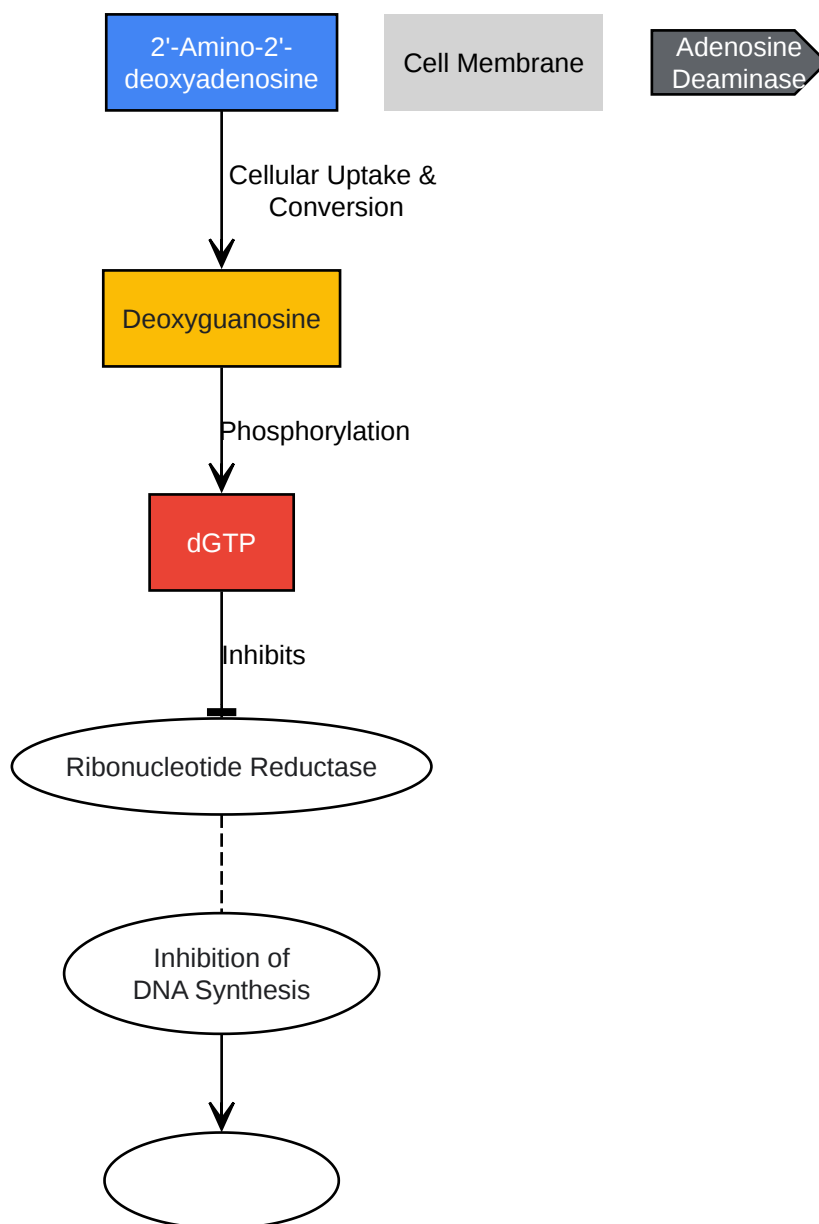 2'-Amino-2'-
deoxyadenosine
Cell Membrane
Adenosine
Deaminase
Cellular Uptake &
Conversion
Deoxyguanosine
Phosphorylation
dGTP
Inhibits
Ribonucleotide Reductase
Inhibition of
DNA Synthesis